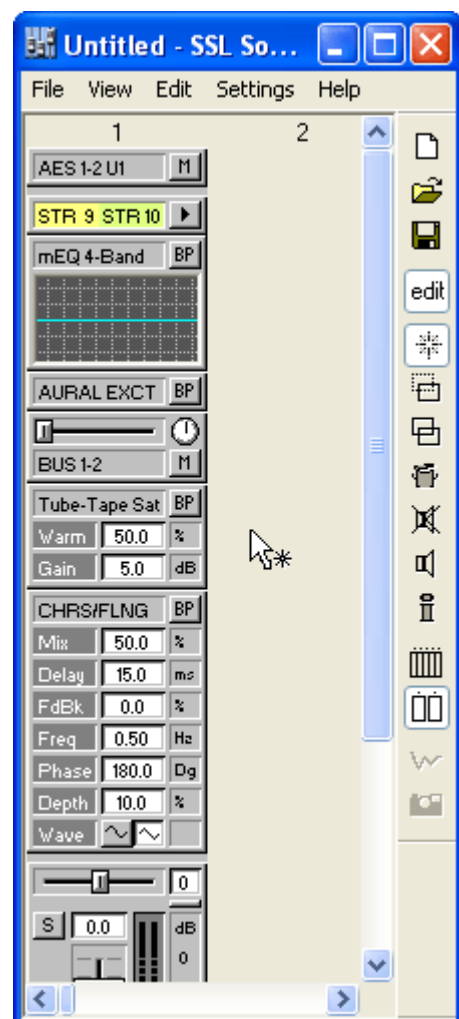 Untitled - SSL So...
File View Edit Settings Help
1 2
AES 1-2 U1 M
STR 9 STR 10
mEQ 4-Band BP
edit
AURAL EXCT BP
BUS 1-2 M
Tube-Tape Sat BP
Warm 50.0 %
Gain 5.0 dB
CHRS/FLNG BP
Mix 50.0 %
Delay 15.0 ms
FdBk 0.0 %
Freq 0.50 Hz
Phase 180.0 Dg
Depth 10.0 %
Wave
0
S 0.0 dB
0